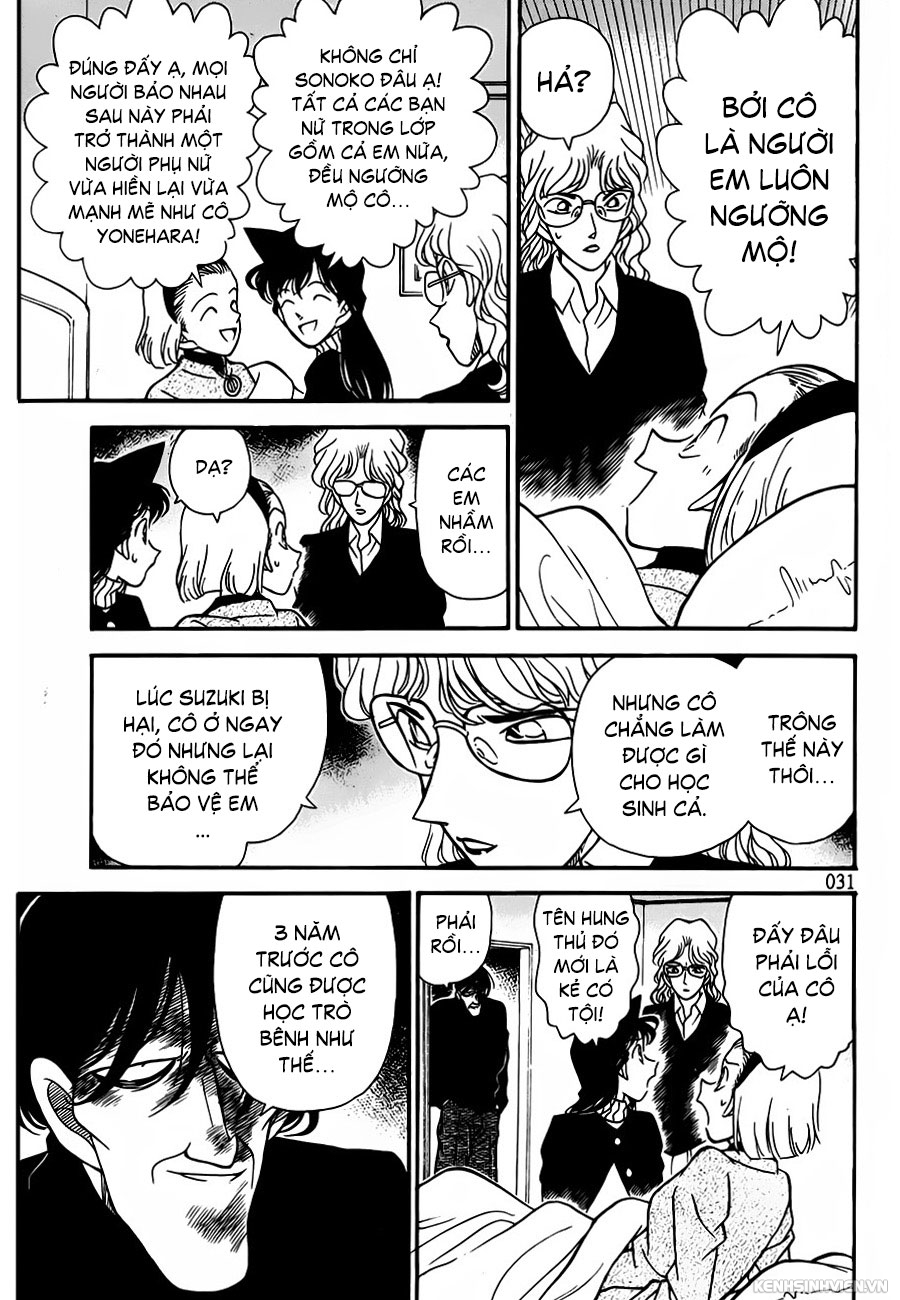 BỞI CÔ
LÀ NGƯỜI
EM LUÔN
NGƯỠNG
MỘ!
HẢ?
KHÔNG CHỈ
SONOKO ĐÂU Ạ!
TẤT CẢ CÁC BẠN
NỮ TRONG LỚP
GỒM CẢ EM NỮA,
ĐỀU NGƯỠNG
MỘ CÔ...
ĐÚNG ĐẤY Ạ, MỌI
NGƯỜI BẢO NHAU
SAU NÀY PHẢI
TRỞ THÀNH MỘT
NGƯỜI PHỤ NỮ
VỪA HIỀN LẠI VỪA
MẠNH MẼ NHƯ CÔ
YONEHARA!
CÁC
EM
NHẦM
RỒI...
DẠ?
TRÔNG
THẾ NÀY
THÔI...
NHƯNG CÔ
CHẲNG LÀM
ĐƯỢC GÌ
CHO HỌC
SINH CẢ.
LÚC SUZUKI BỊ
HẠI, CÔ Ở NGAY
ĐÓ NHƯNG LẠI
KHÔNG THỂ
BẢO VỆ EM
...
031
ĐẤY ĐÂU
PHẢI LỖI
CỦA CÔ
Ạ!
TÊN HUNG
THỦ ĐÓ
MỚI LÀ
KẺ CÓ
TỘI!
PHẢI
RỒI...
3 NĂM
TRƯỚC CÔ
CŨNG ĐƯỢC
HỌC TRÒ
BÊNH NHƯ
THẾ...
KENHSINHVIEN.VN